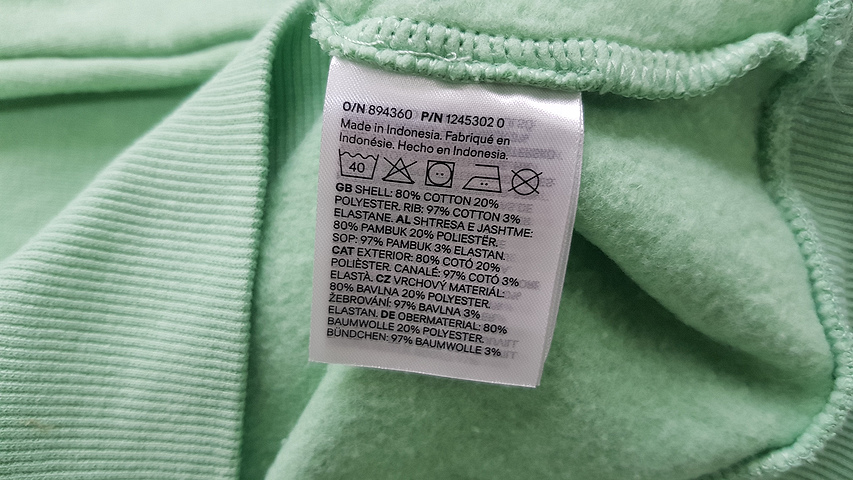 O/N 894360 P/N 1245302 0
Made in Indonesia. Fabriqué en
Indonésie. Hecho en Indonesia.
40
GB SHELL: 80% COTTON 20%
POLYESTER. RIB: 97% COTTON 3%
ELASTANE. AL SHTRESA E JASHTME:
80% PAMBUK 20% POLIESTËR.
SOP: 97% PAMBUK 3% ELASTAN.
CAT EXTERIOR: 80% COTÓ 20%
POLIÈSTER. CANALÉ: 97% COTÓ 3%
ELASTÀ. CZ VRCHOVÝ MATERIÁL:
80% BAVLNA 20% POLYESTER.
ŽEBROVÁNÍ: 97% BAVLNA 3%
ELASTAN. DE OBERMATERIAL: 80%
BAUMWOLLE 20% POLYESTER.
BÜNDCHEN: 97% BAUMWOLLE 3%